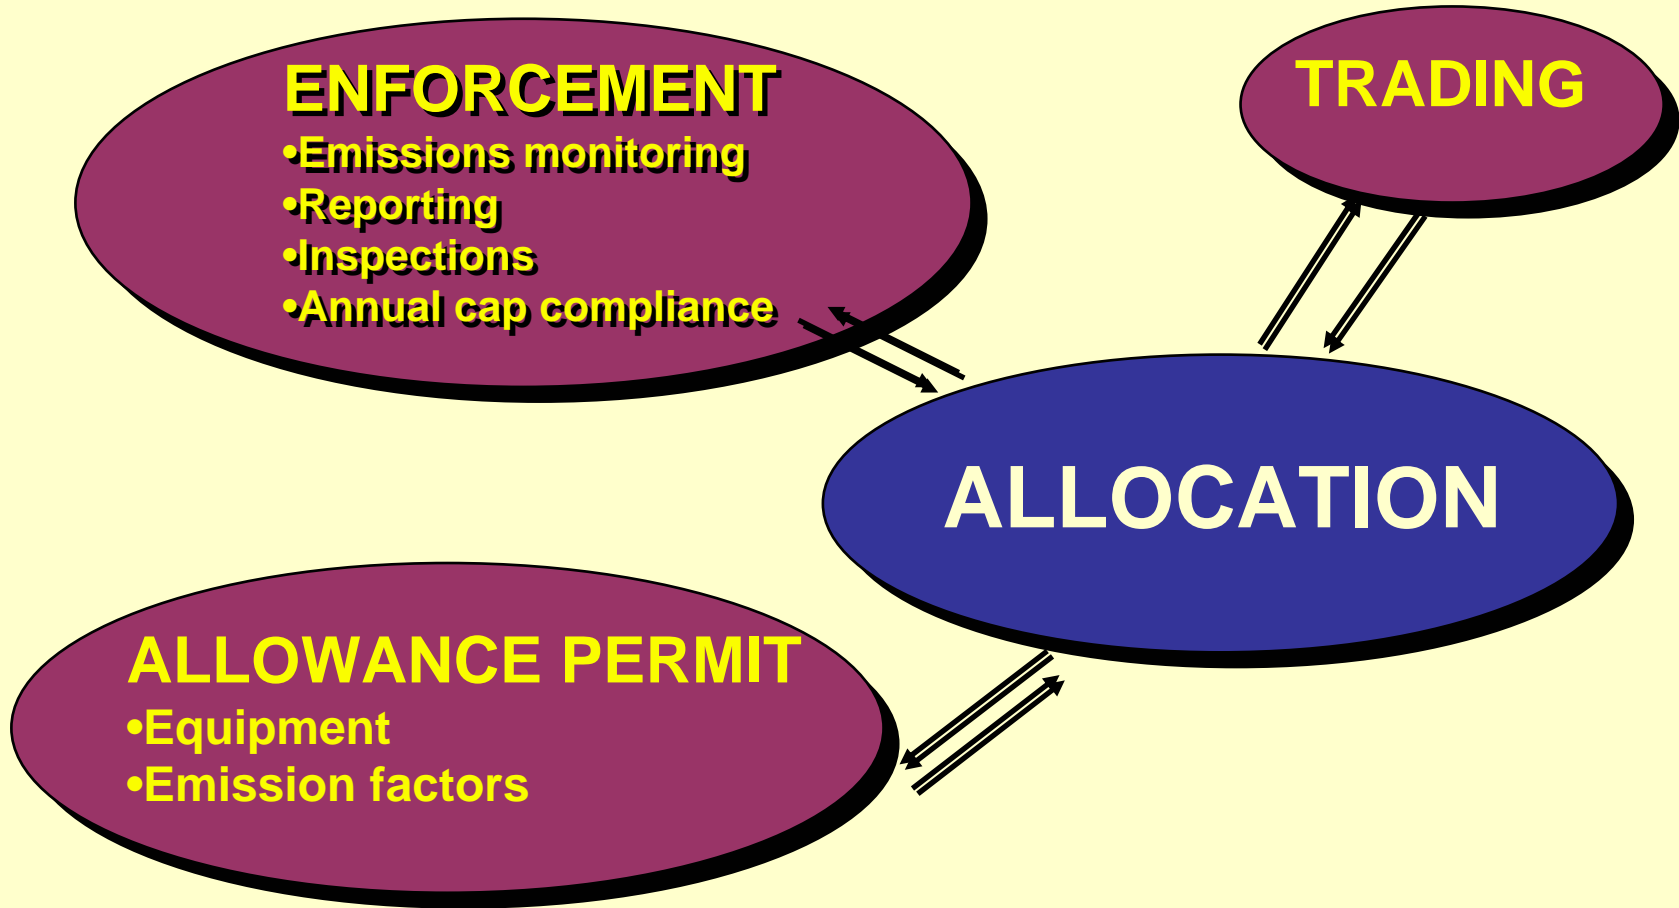 ENFORCEMENT
•Emissions monitoring
•Reporting
•Inspections
•Annual cap compliance
TRADING
ALLOCATION
ALLOWANCE PERMIT
•Equipment
•Emission factors